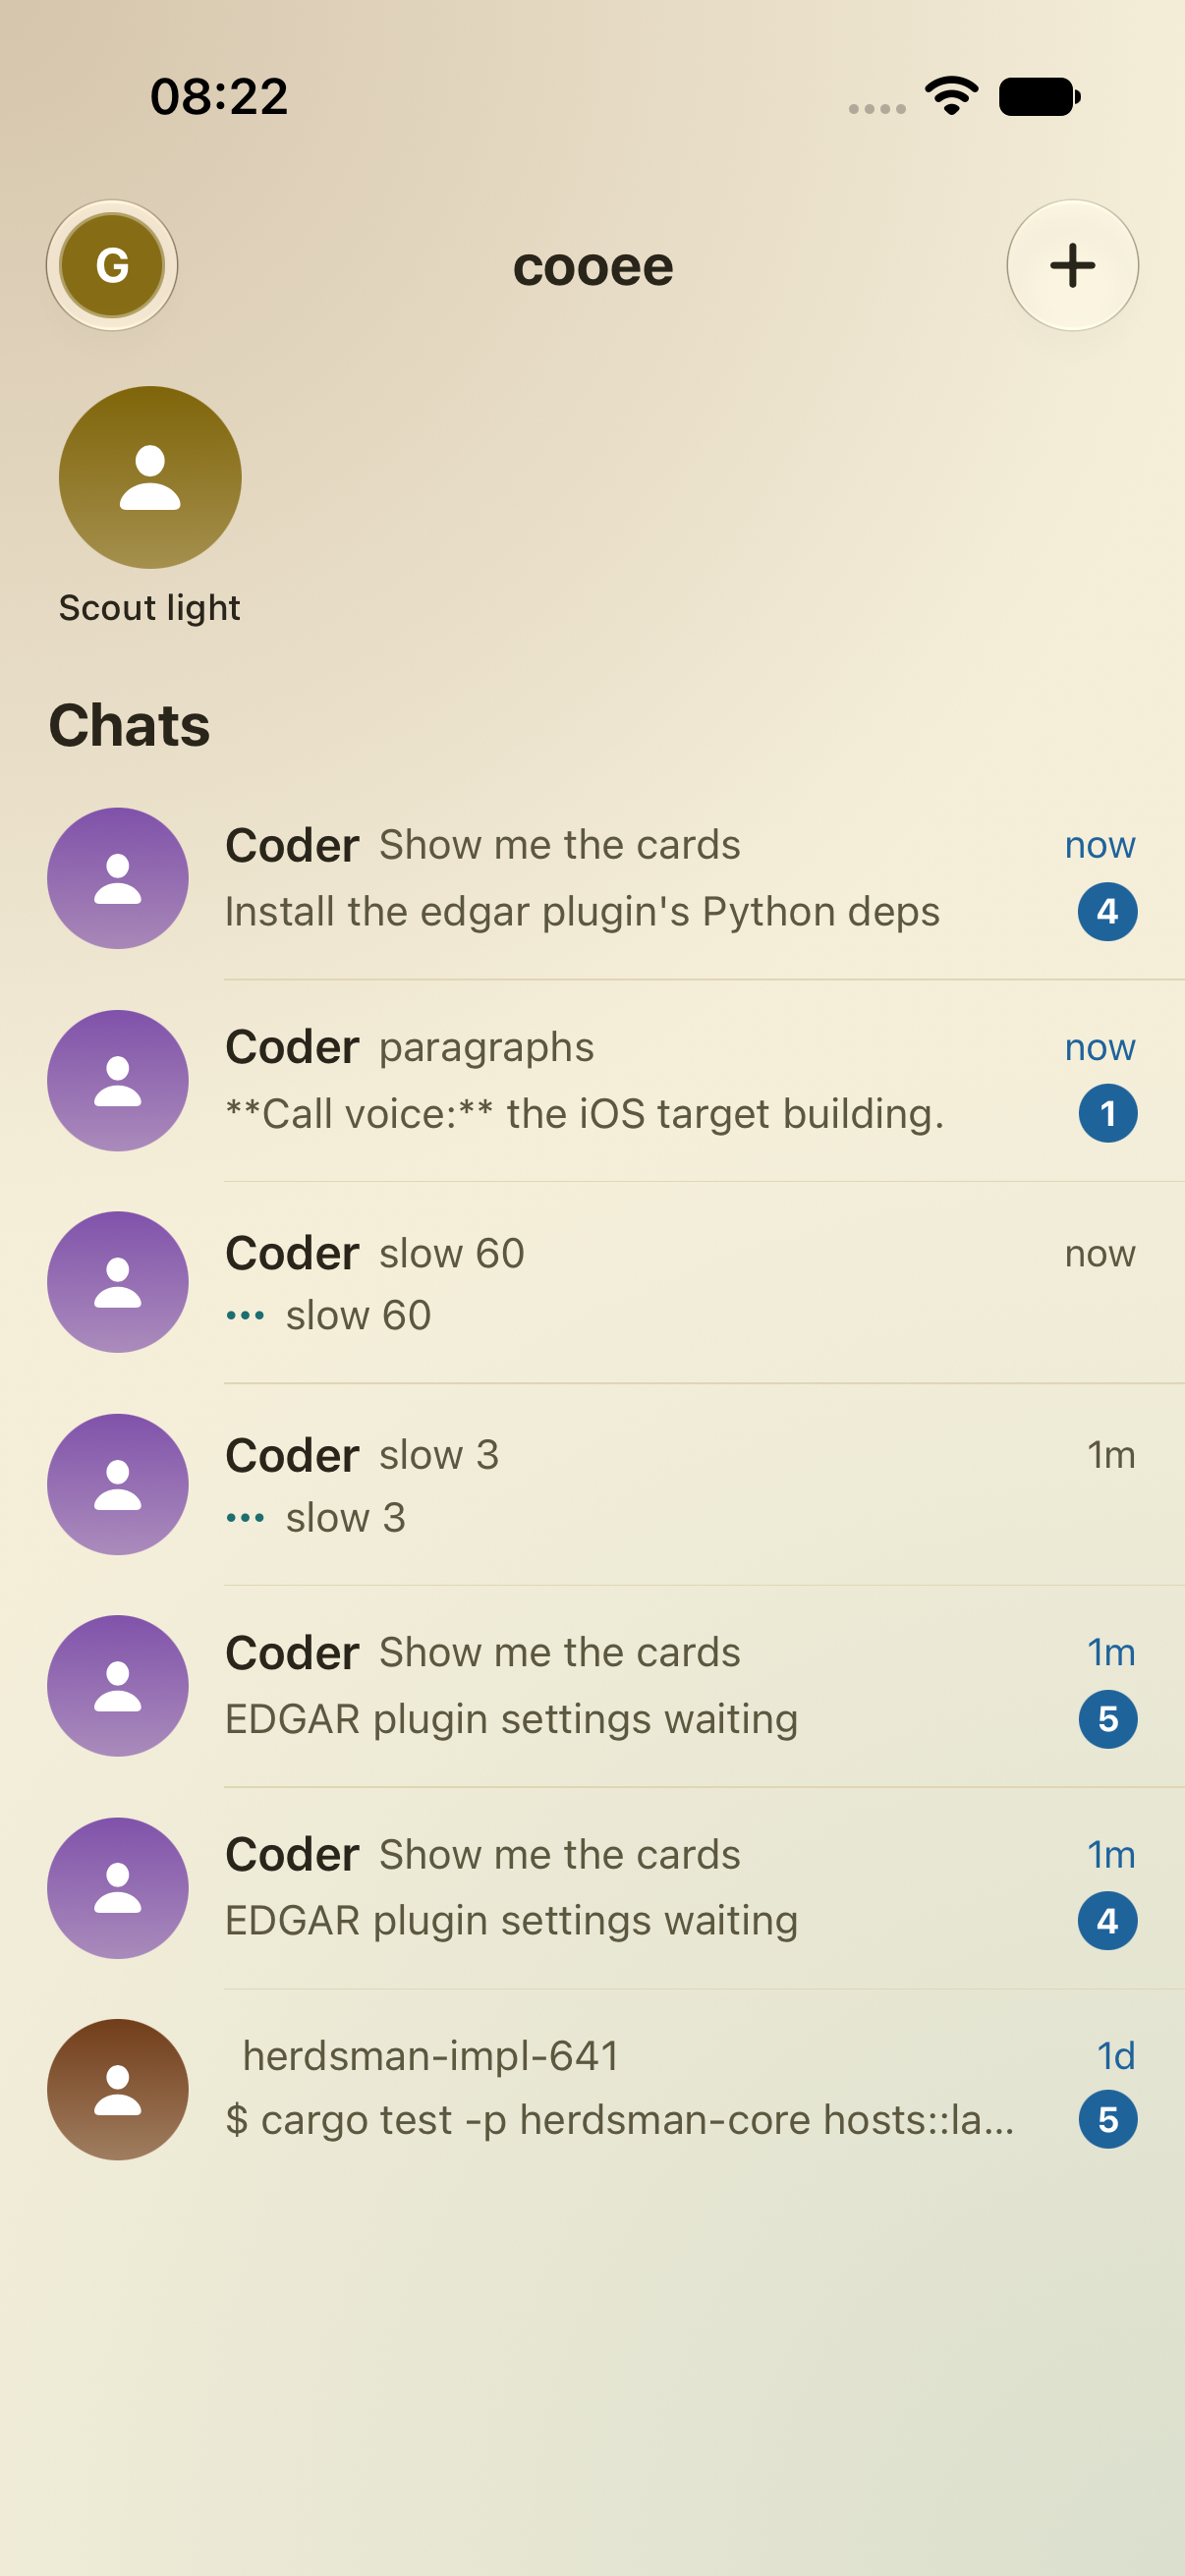 08:22
G
cooee
Scout light
Chats
Coder Show me the cards now
Install the edgar plugin's Python deps 4
Coder paragraphs now
**Call voice:** the iOS target building. 1
Coder slow 60 now
••• slow 60
Coder slow 3 1m
••• slow 3
Coder Show me the cards 1m
EDGAR plugin settings waiting 5
Coder Show me the cards 1m
EDGAR plugin settings waiting 4
herdsman-impl-641 1d
$ cargo test -p herdsman-core hosts::la... 5